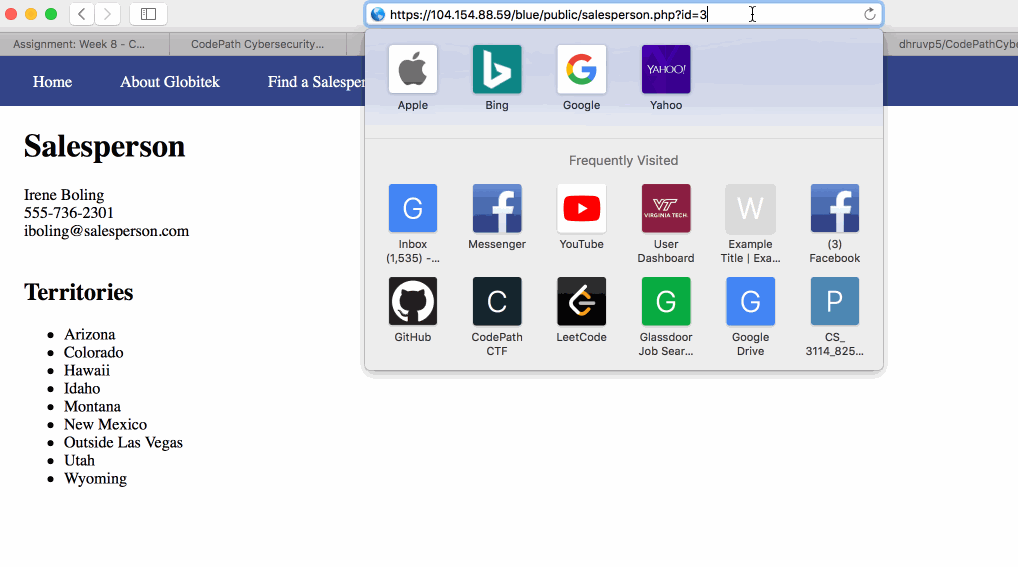 https://104.154.88.59/blue/public/salesperson.php?id=3
Assignment: Week 8 - C...
CodePath Cybersecurity...
dhruvp5/CodePathCybe
Home
About Globitek
Find a Salesper
Apple
Bing
Google
YAHOO!
Yahoo
Salesperson
Irene Boling
555-736-2301
iboling@salesperson.com
Territories
Arizona
Colorado
Hawaii
Idaho
Montana
New Mexico
Outside Las Vegas
Utah
Wyoming
Frequently Visited
G
VIRGINIA TECH.
W
Inbox
(1,535) -...
Messenger
YouTube
User
Dashboard
Example
Title | Exa...
(3)
Facebook
C
G
G
P
GitHub
CodePath
CTF
LeetCode
Glassdoor
Job Sear...
Google
Drive
CS_
3114_825...